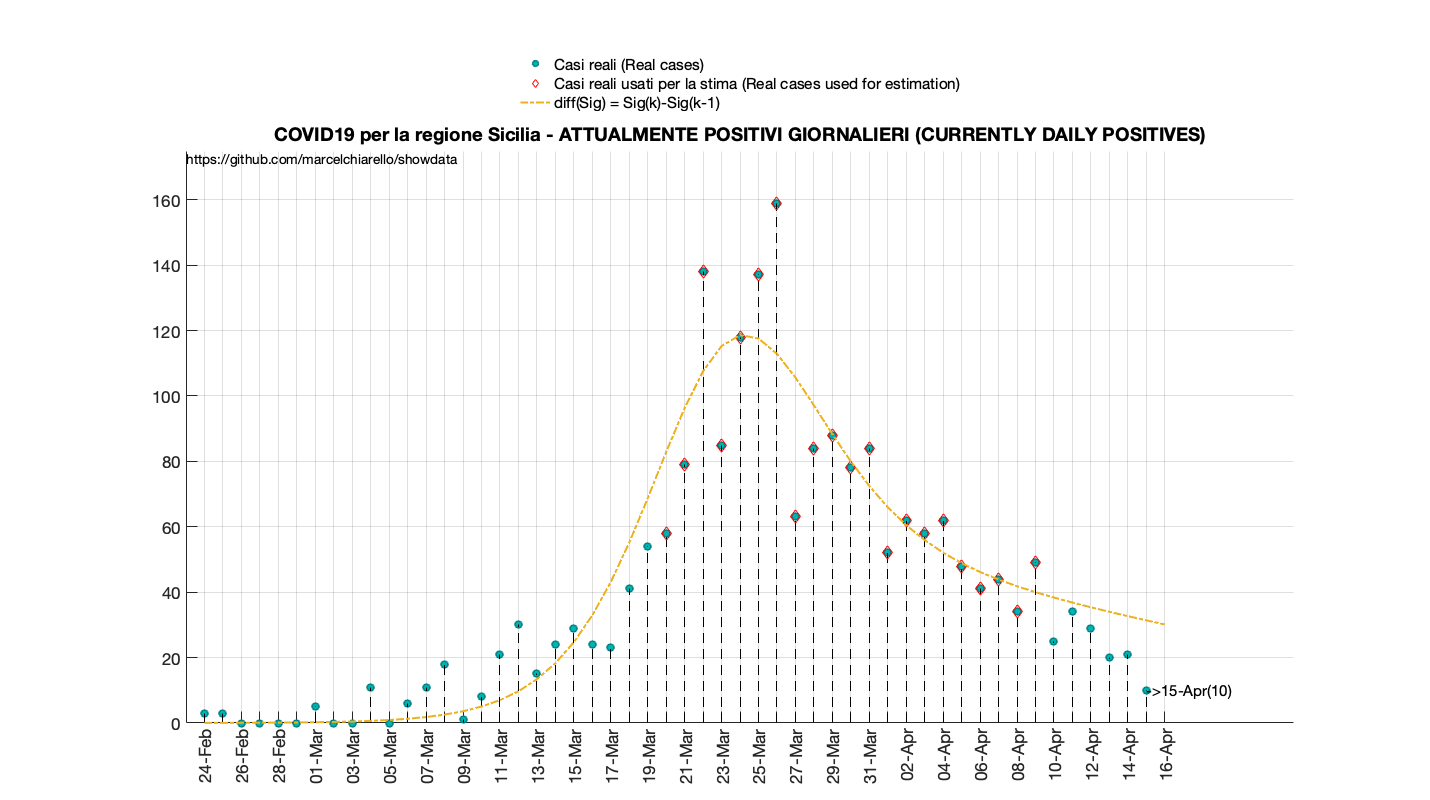 Casi reali (Real cases)
Casi reali usati per la stima (Real cases used for estimation)
diff(Sig) = Sig(k)-Sig(k-1)
COVID19 per la regione Sicilia - ATTUALMENTE POSITIVI GIORNALIERI (CURRENTLY DAILY POSITIVES)
https://github.com/marcelchiarello/showdata
160
140
120
100
80
60
40
20
0
->15-Apr(10)
24-Feb
26-Feb
28-Feb
01-Mar
03-Mar
05-Mar
07-Mar
09-Mar
11-Mar
13-Mar
15-Mar
17-Mar
19-Mar
21-Mar
23-Mar
25-Mar
27-Mar
29-Mar
31-Mar
02-Apr
04-Apr
06-Apr
08-Apr
10-Apr
12-Apr
14-Apr
16-Apr